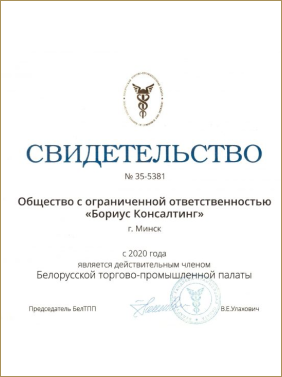 СВИДЕТЕЛЬСТВО
№ 35-5381
Общество с ограниченной ответственностью
«Бориус Консалтинг»
г. Минск
с 2020 года
является действительным членом
Белорусской торгово-промышленной палаты
Председатель БелТПП
В.Е.Улахович